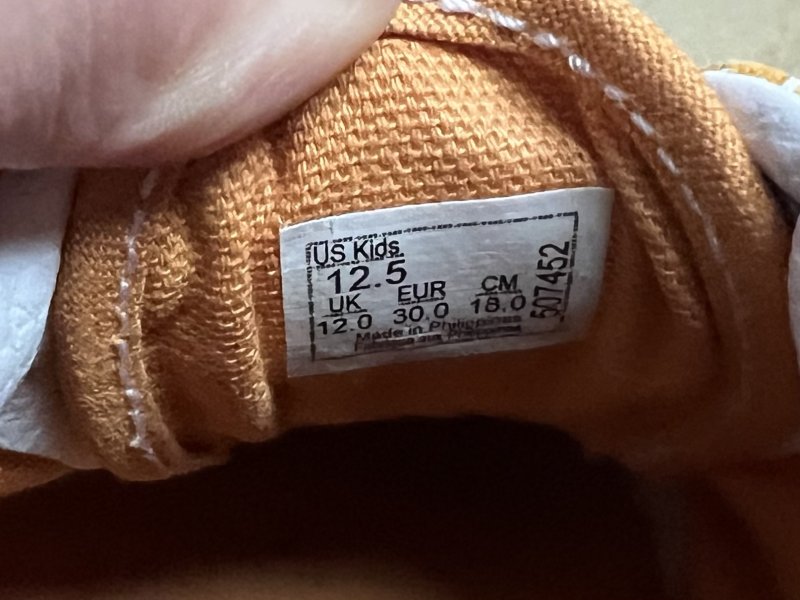 US Kids
12.5
UK EUR CM
12.0 30.0 18.0
Made in Philippines
507452